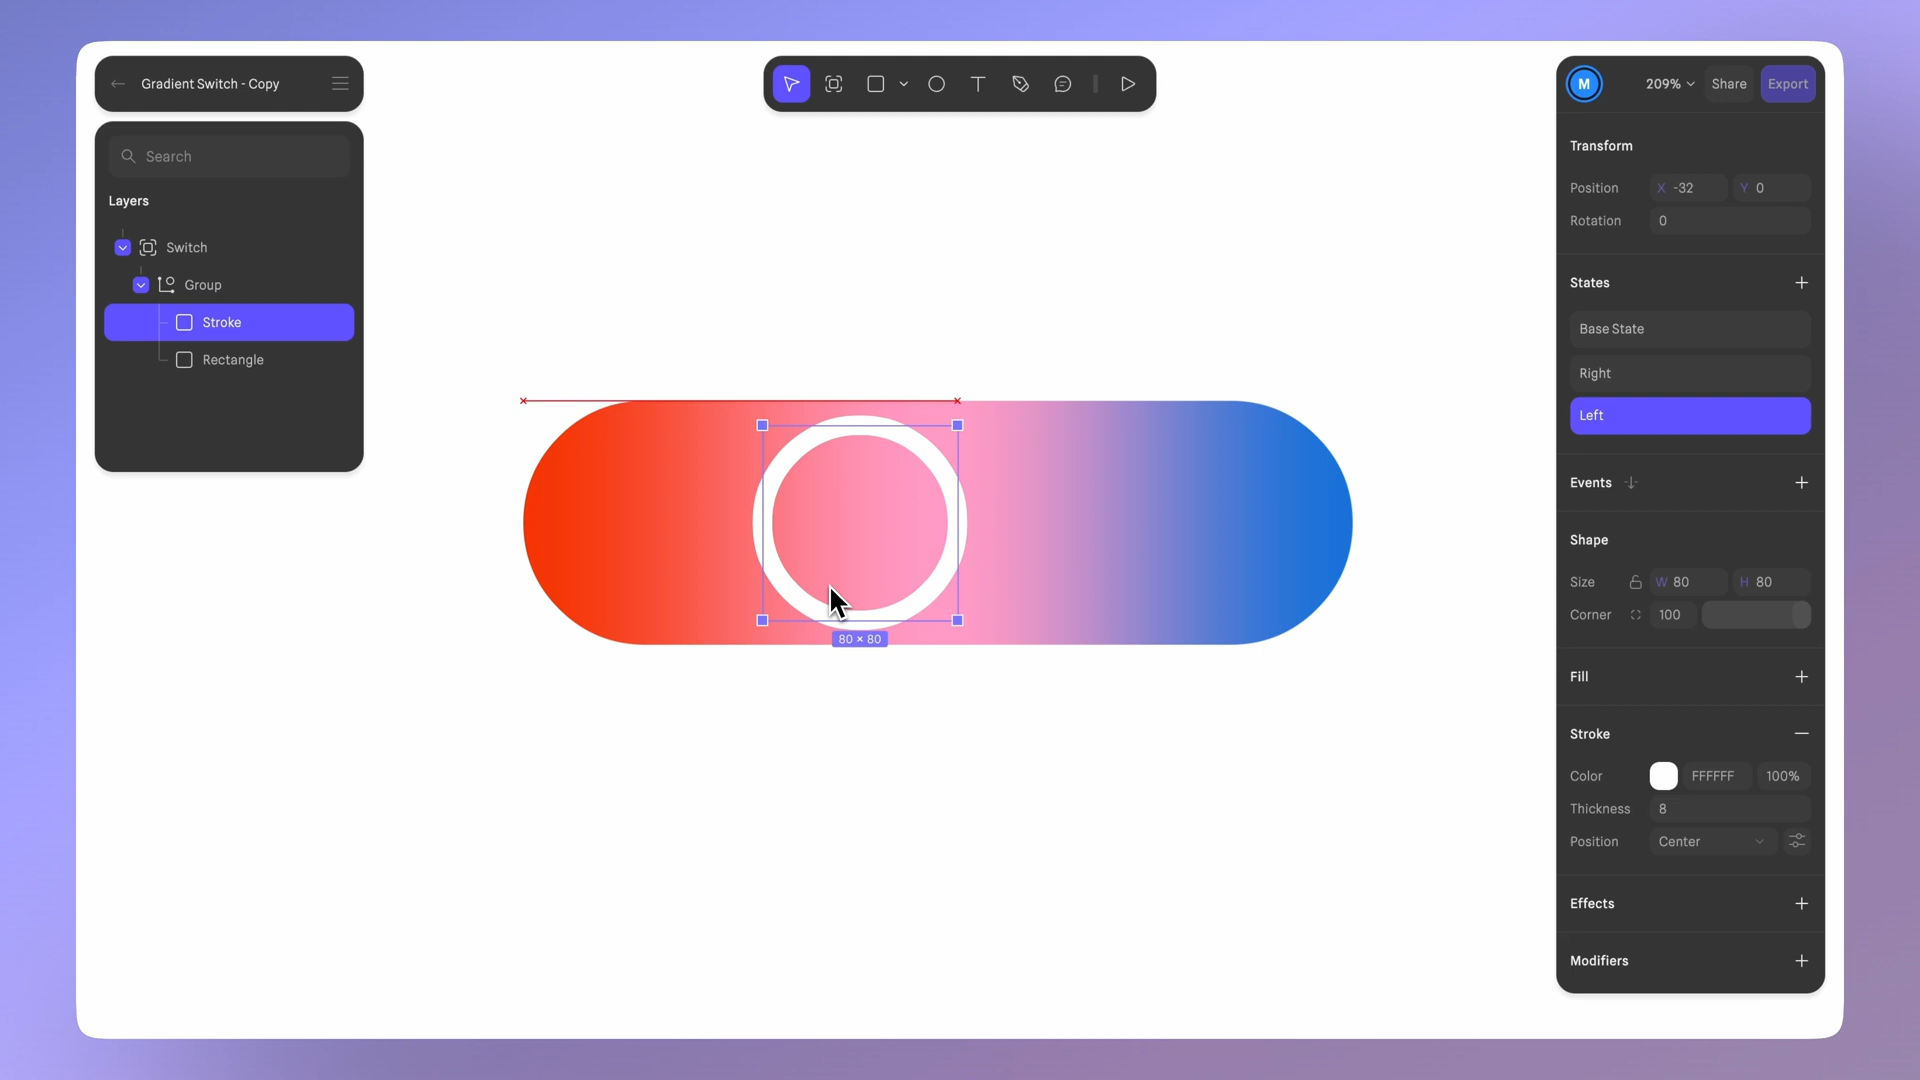 Gradient Switch - Copy
Search
Layers
Switch
Group
Stroke
Rectangle
T
80 × 80
M
209%
Share
Export
Transform
Position X -32 Y 0
Rotation 0
States
Base State
Right
Left
Events
Shape
Size W 80 H 80
Corner 100
Fill
Stroke
Color FFFFFF 100%
Thickness 8
Position Center
Effects
Modifiers